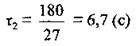 τ₂ = 180/27 = 6,7 (c)